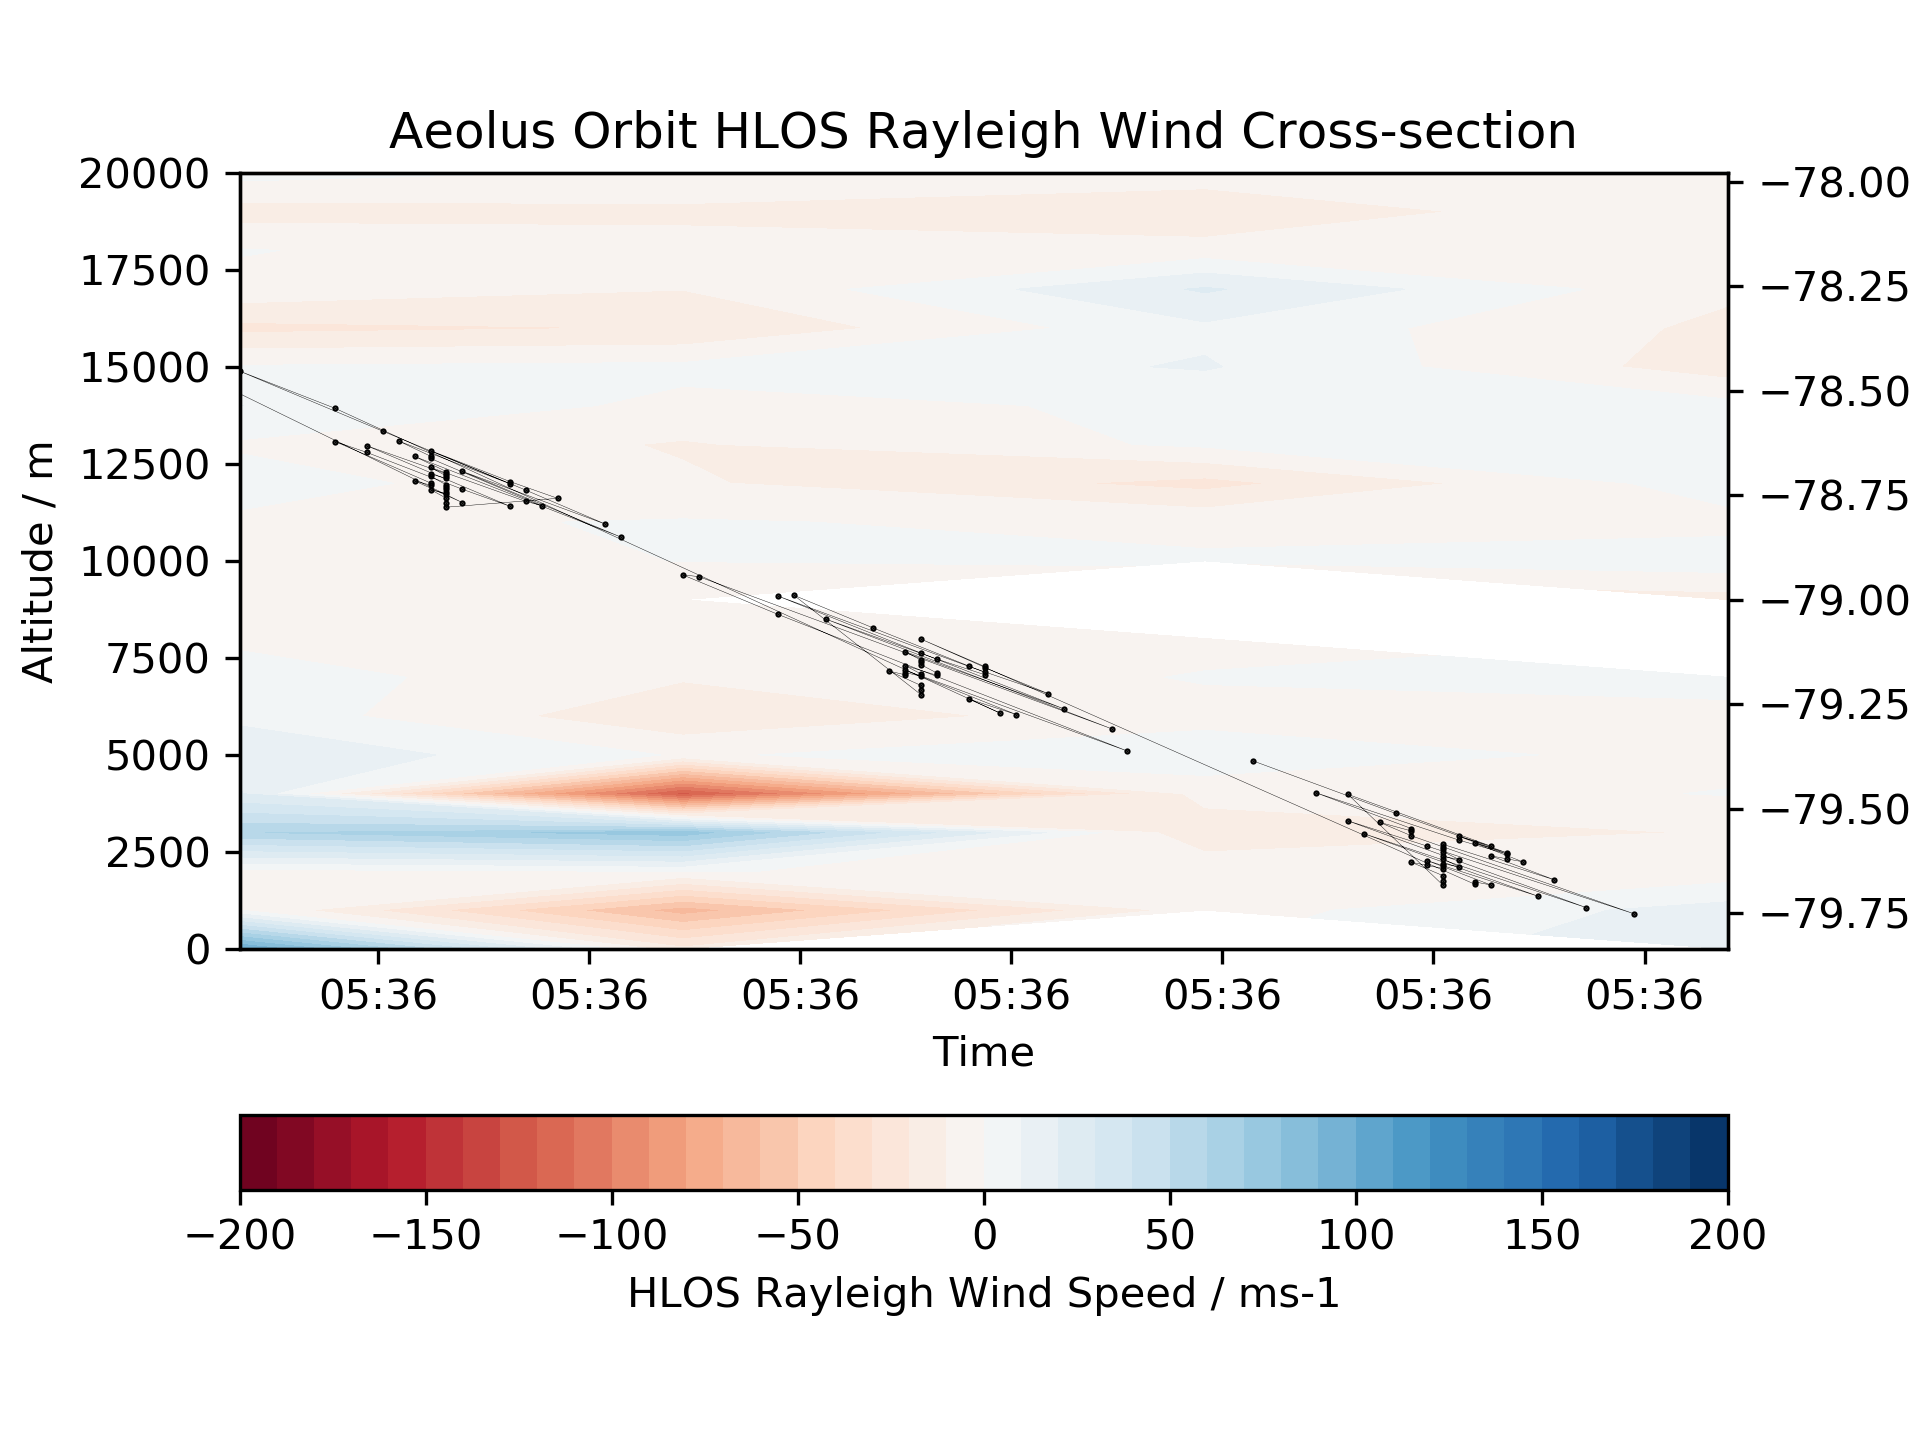 Aeolus Orbit HLOS Rayleigh Wind Cross-section
20000
17500
15000
12500
10000
7500
5000
2500
0
Altitude / m
−78.00
−78.25
−78.50
−78.75
−79.00
−79.25
−79.50
−79.75
05:36 05:36 05:36 05:36 05:36 05:36 05:36
Time
−200 −150 −100 −50 0 50 100 150 200
HLOS Rayleigh Wind Speed / ms-1